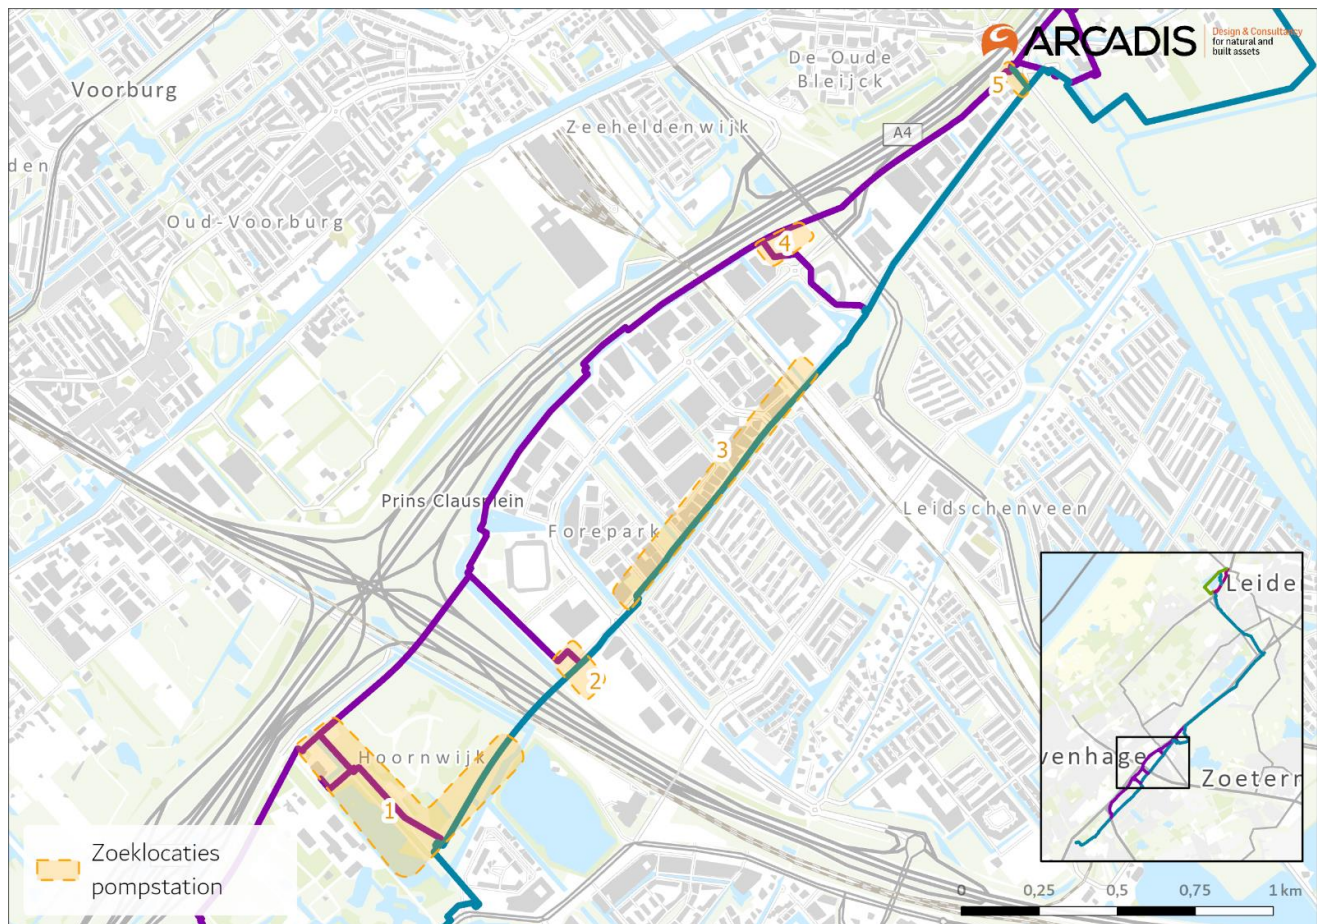 ARCADIS
Design & Consultancy
for natural and
built assets
De Oude
Bleijck
5
Voorburg
Zeeheldenwijk
A4
den
Oud-Voorburg
4
3
Prins Clausplein
Forepark
Leidschenveen
2
Leide
Hoornwijk
venhage
Zoeterm
1
Zoeklocaties
pompstation
0 0,25 0,5 0,75 1 km